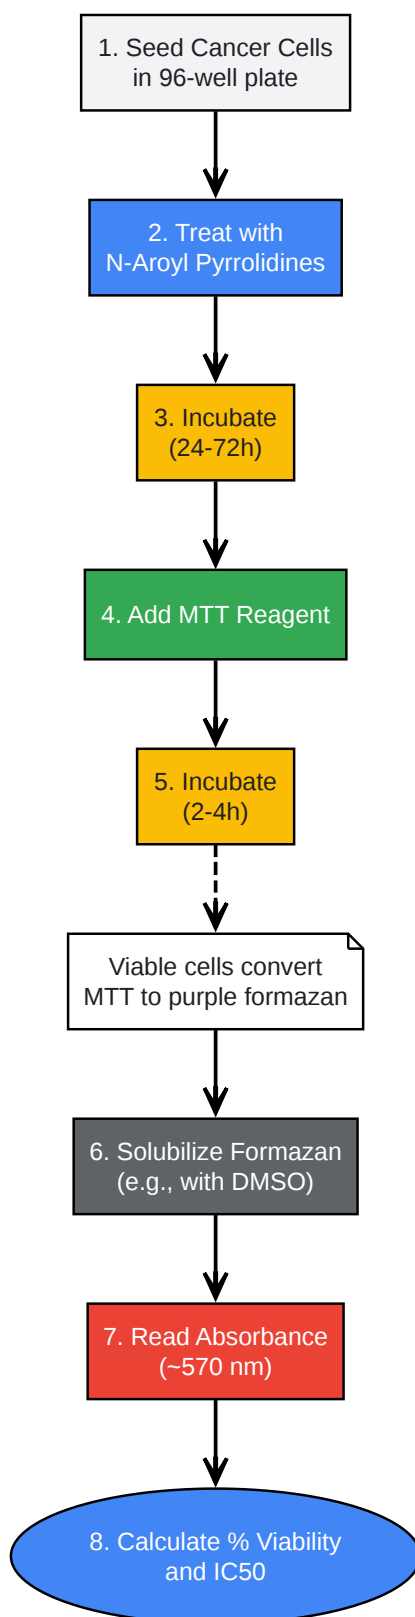 1. Seed Cancer Cells
in 96-well plate
2. Treat with
N-Aroyl Pyrrolidines
3. Incubate
(24-72h)
4. Add MTT Reagent
5. Incubate
(2-4h)
Viable cells convert
MTT to purple formazan
6. Solubilize Formazan
(e.g., with DMSO)
7. Read Absorbance
(~570 nm)
8. Calculate % Viability
and IC50